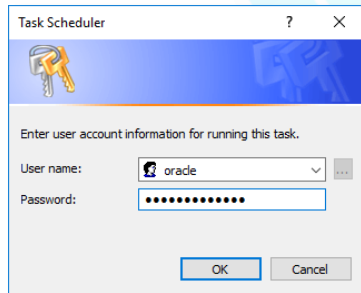 Task Scheduler ? X
Enter user account information for running this task.
User name: oracle ...
Password: •••••••••••••
OK Cancel